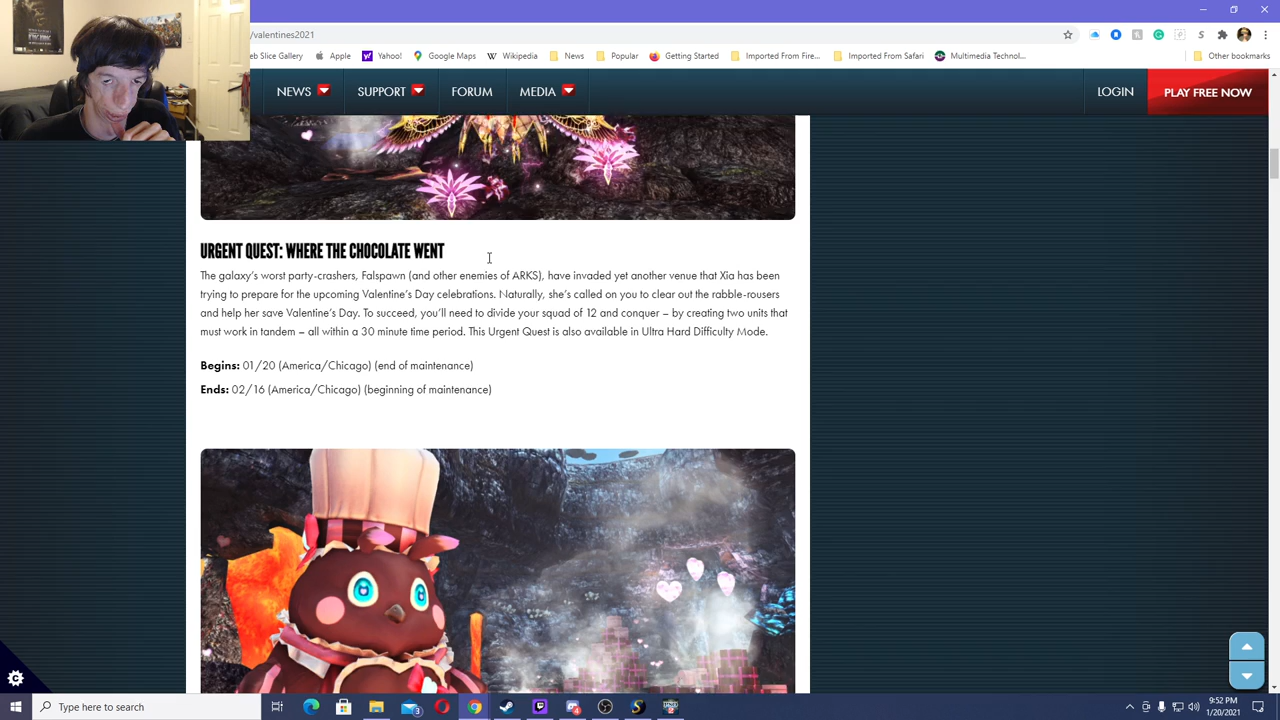 /valentines2021
eb Slice Gallery Apple Yahoo! Google Maps Wikipedia News Popular Getting Started Imported From Fire... Imported From Safari Multimedia Technol... Other bookmarks
NEWS SUPPORT FORUM MEDIA LOGIN PLAY FREE NOW
URGENT QUEST: WHERE THE CHOCOLATE WENT
The galaxy's worst party-crashers, Falspawn (and other enemies of ARKS), have invaded yet another venue that Xia has been
trying to prepare for the upcoming Valentine's Day celebrations. Naturally, she's called on you to clear out the rabble-rousers
and help her save Valentine's Day. To succeed, you'll need to divide your squad of 12 and conquer – by creating two units that
must work in tandem – all within a 30 minute time period. This Urgent Quest is also available in Ultra Hard Difficulty Mode.
Begins: 01/20 (America/Chicago) (end of maintenance)
Ends: 02/16 (America/Chicago) (beginning of maintenance)
Type here to search
3
4
9:52 PM
1/20/2021